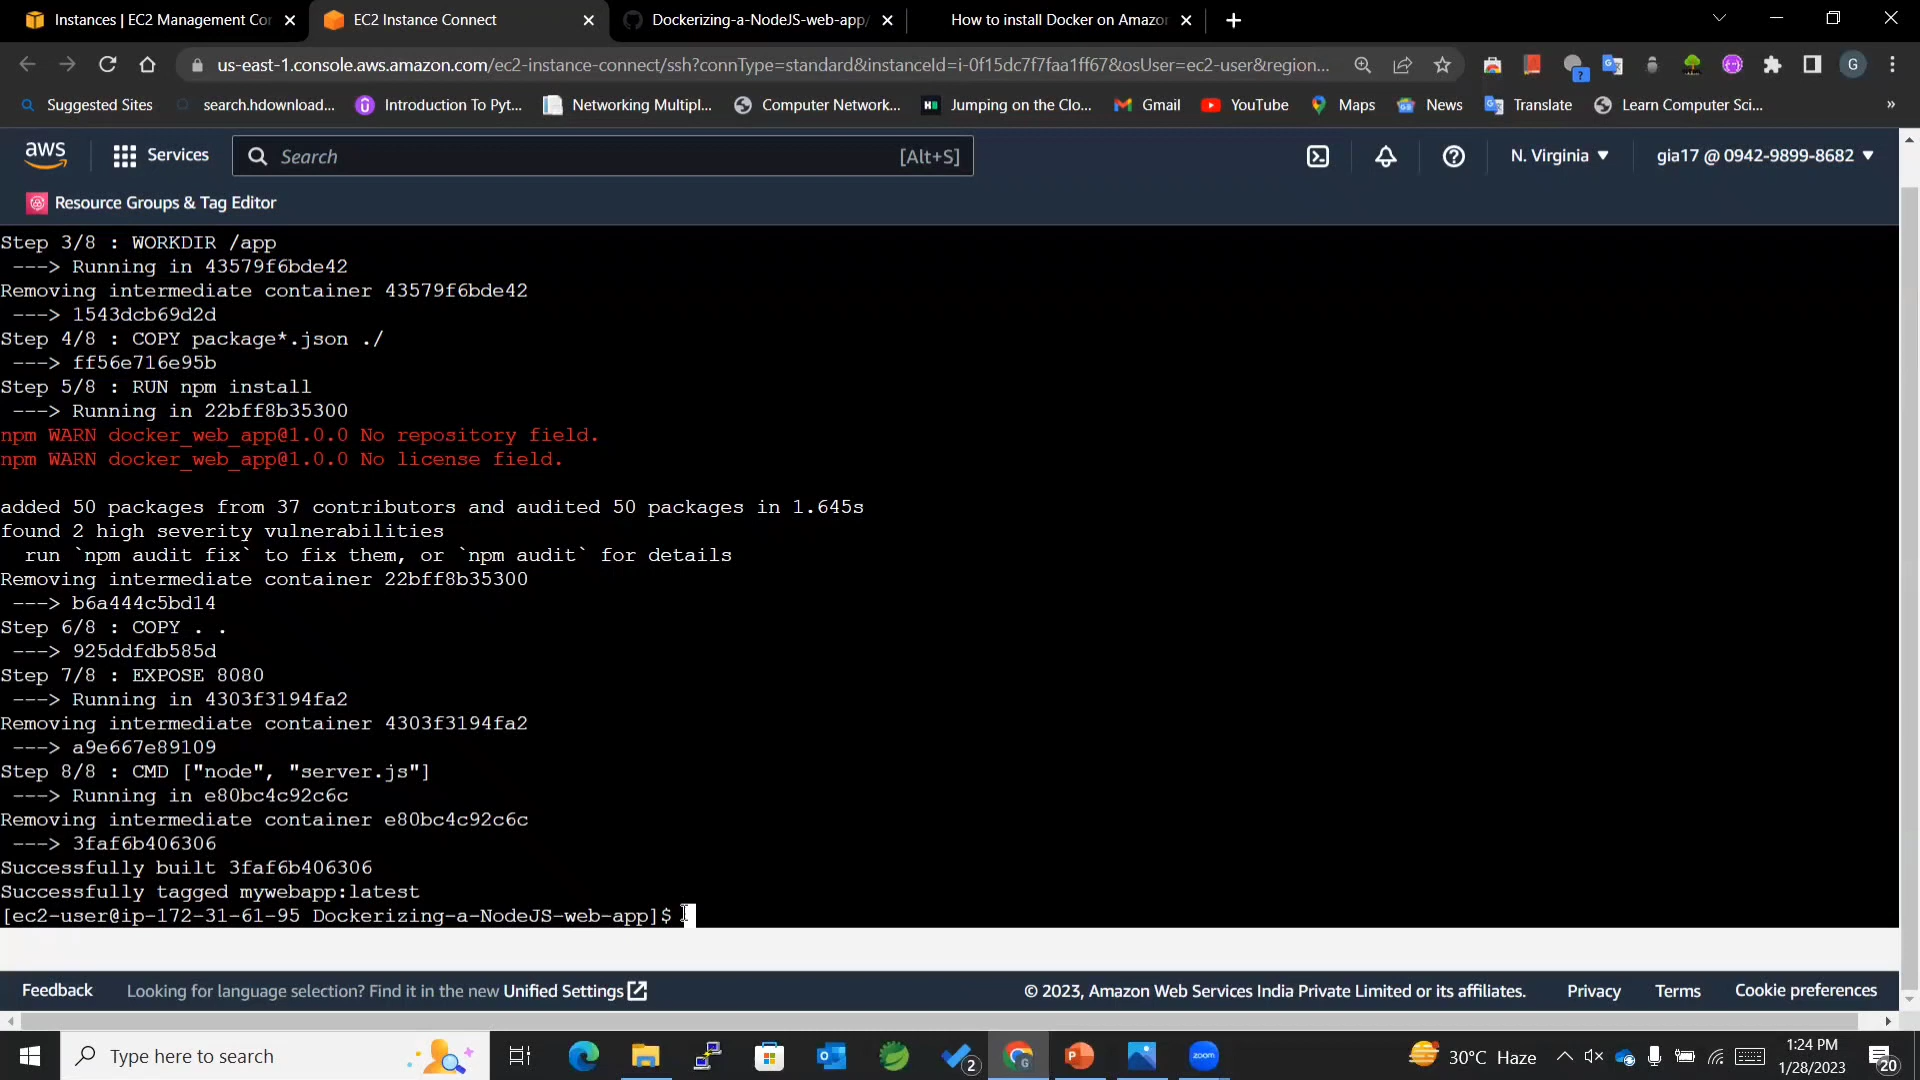 Instances | EC2 Management Co
EC2 Instance Connect
Dockerizing-a-NodeJS-web-app/
How to install Docker on Amazo
us-east-1.console.aws.amazon.com/ec2-instance-connect/ssh?connType=standard&instanceId=i-0f15dc7f7faa1ff67&osUser=ec2-user&region...
Suggested Sites
search.hdownload...
Introduction To Pyt...
Networking Multipl...
Computer Network...
Jumping on the Clo...
Gmail
YouTube
Maps
News
Translate
Learn Computer Sci...
»
aws
Services
Search
[Alt+S]
N. Virginia
gia17 @ 0942-9899-8682
Resource Groups & Tag Editor
Step 3/8 : WORKDIR /app
---> Running in 43579f6bde42
Removing intermediate container 43579f6bde42
---> 1543dcb69d2d
Step 4/8 : COPY package*.json ./
---> ff56e716e95b
Step 5/8 : RUN npm install
---> Running in 22bff8b35300
npm WARN docker_web_app@1.0.0 No repository field.
npm WARN docker_web_app@1.0.0 No license field.
added 50 packages from 37 contributors and audited 50 packages in 1.645s
found 2 high severity vulnerabilities
run `npm audit fix` to fix them, or `npm audit` for details
Removing intermediate container 22bff8b35300
---> b6a444c5bd14
Step 6/8 : COPY . .
---> 925ddfdb585d
Step 7/8 : EXPOSE 8080
---> Running in 4303f3194fa2
Removing intermediate container 4303f3194fa2
---> a9e667e89109
Step 8/8 : CMD ["node", "server.js"]
---> Running in e80bc4c92c6c
Removing intermediate container e80bc4c92c6c
---> 3faf6b406306
Successfully built 3faf6b406306
Successfully tagged mywebapp:latest
[ec2-user@ip-172-31-61-95 Dockerizing-a-NodeJS-web-app]$
Feedback
Looking for language selection? Find it in the new Unified Settings
© 2023, Amazon Web Services India Private Limited or its affiliates.
Privacy
Terms
Cookie preferences
Type here to search
2
zoom
30°C Haze
1:24 PM
1/28/2023
20